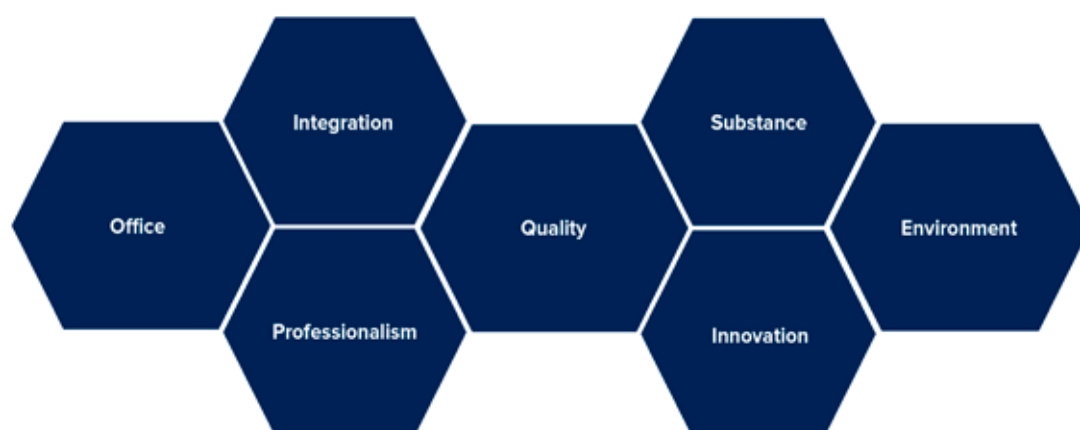 Integration
Substance
Office
Quality
Environment
Professionalism
Innovation